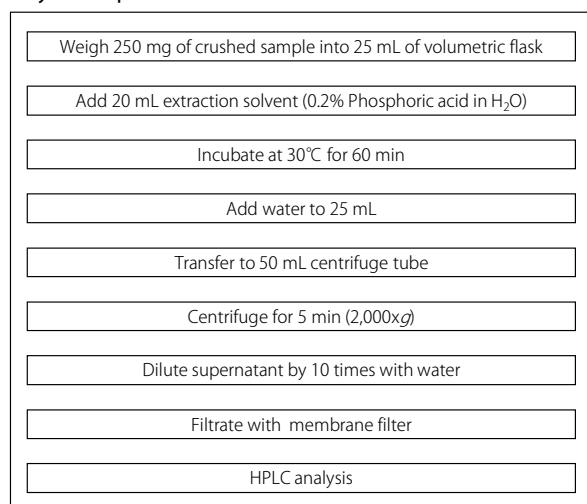 Weigh 250 mg of crushed sample into 25 mL of volumetric flask
Add 20 mL extraction solvent (0.2% Phosphoric acid in H₂O)
Incubate at 30℃ for 60 min
Add water to 25 mL
Transfer to 50 mL centrifuge tube
Centrifuge for 5 min (2,000xg)
Dilute supernatant by 10 times with water
Filtrate with membrane filter
HPLC analysis